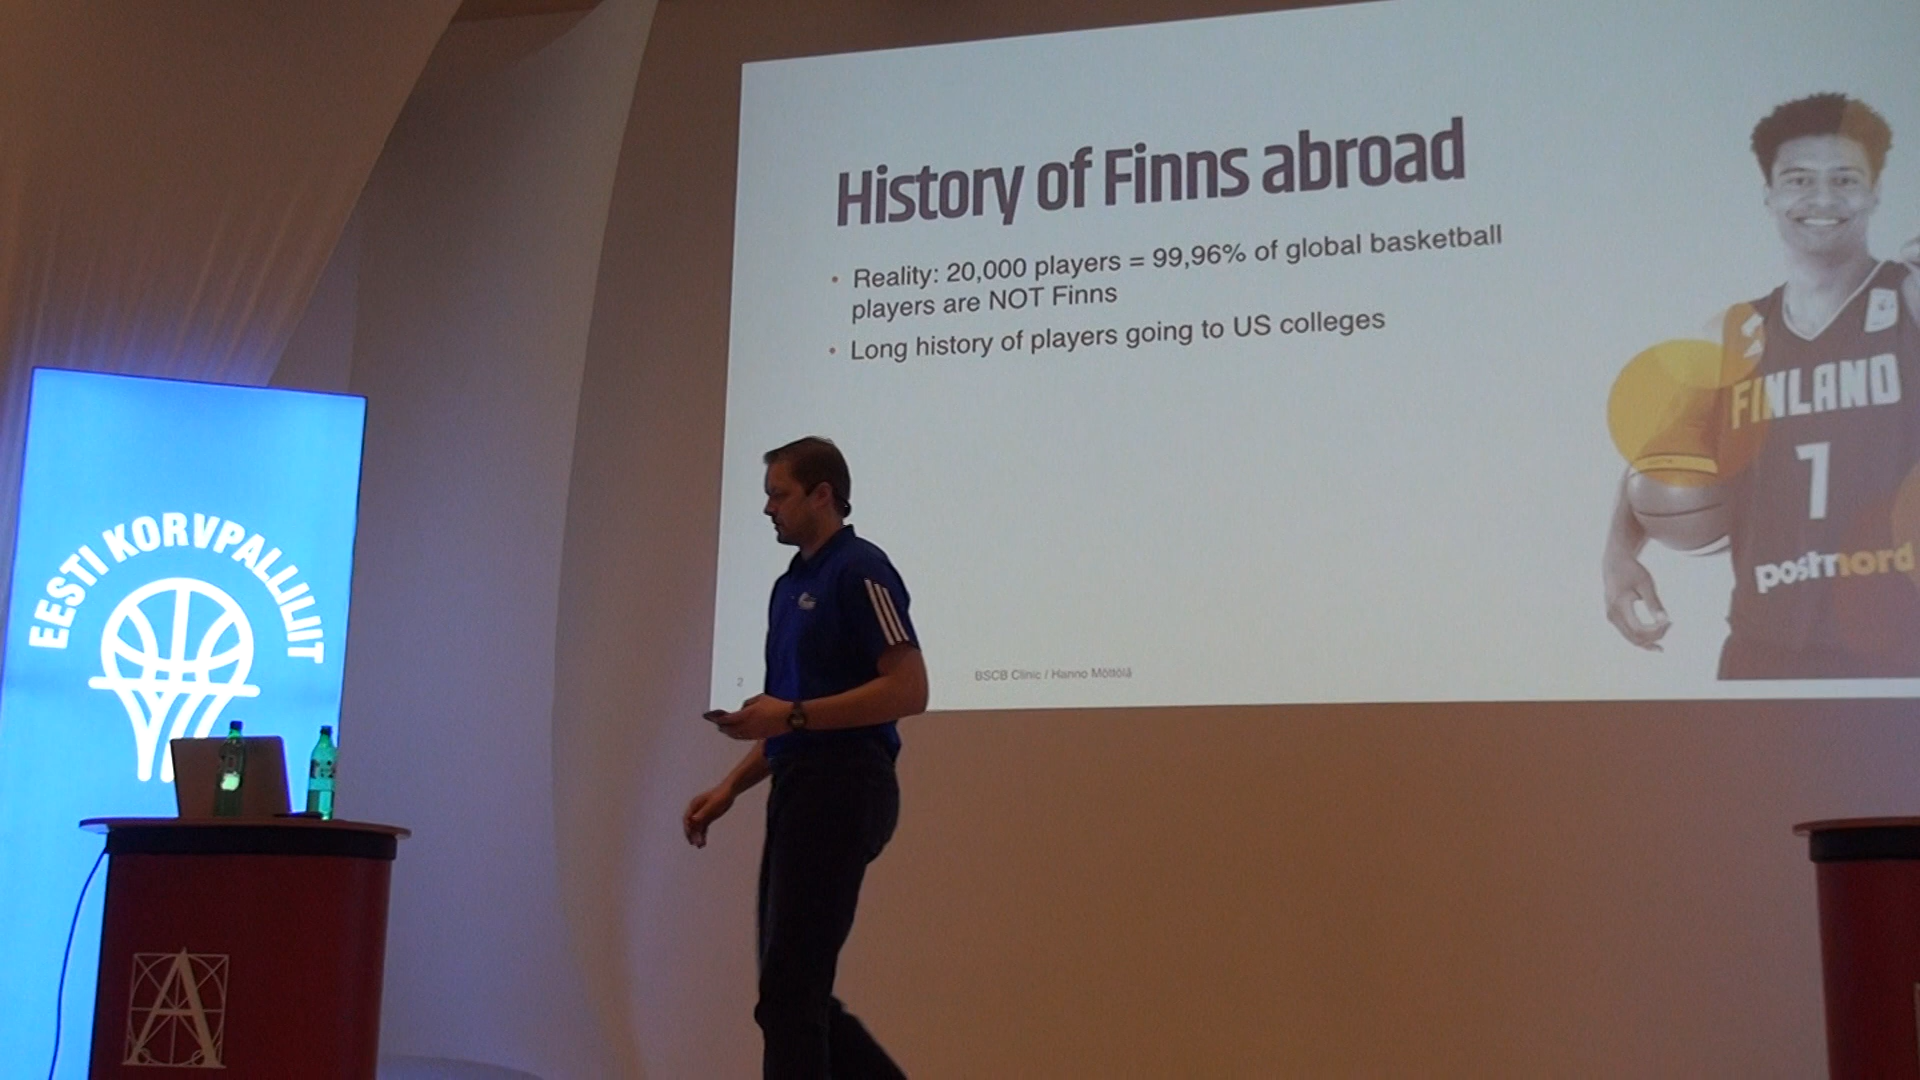 History of Finns abroad
• Reality: 20,000 players = 99,96% of global basketball
players are NOT Finns
• Long history of players going to US colleges
FINLAND
7
postnord
2
BSCB Clinic / Hanno Möttölä
EESTI KORVPALLILIIT
A